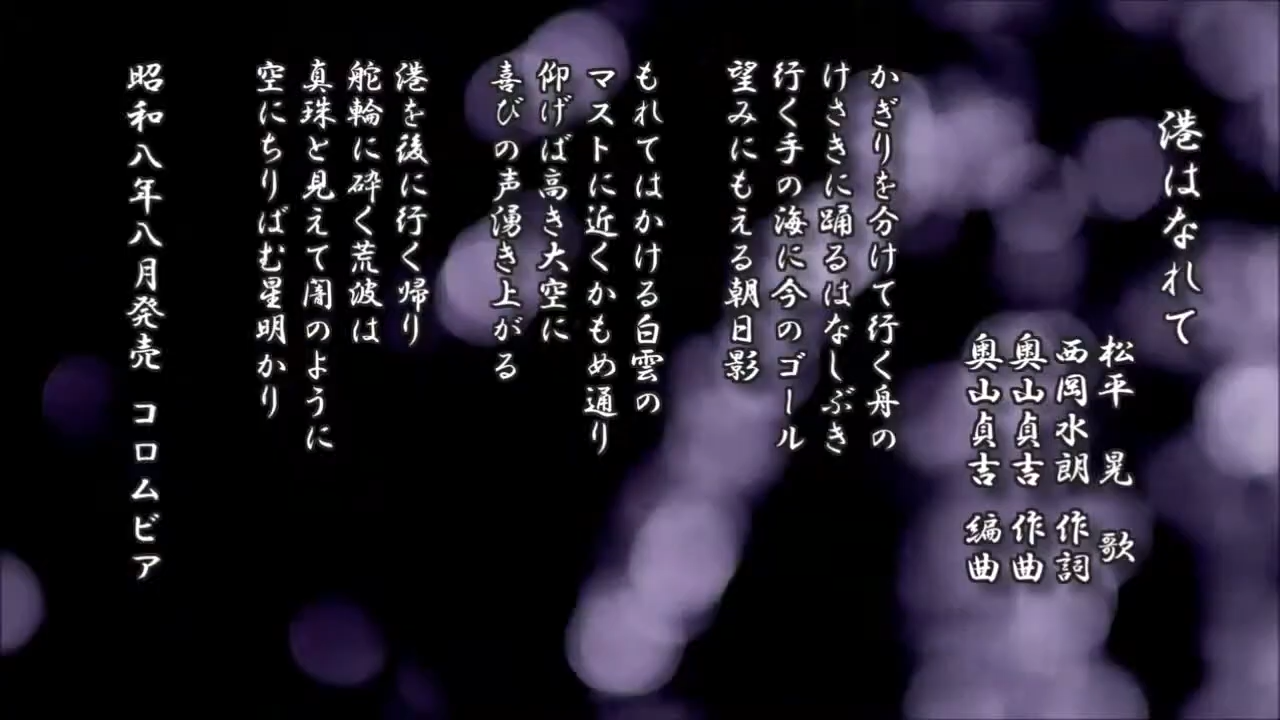 港はなれて
松平 晃 歌
西岡水朗 作詞
奥山貞吉 作曲
奥山貞吉 編曲
かぎりを分けて行く舟の
けさきに踊るはなしぶき
行く手の海に今のゴール
望みにもえる朝日影
もれてはかける白雲の
マストに近くかもめ通り
仰げば高き大空に
喜びの声湧き上がる
港を後に行く帰り
舵輪に砕く荒波は
真珠と見えて闇のように
空にちりばむ星明かり
昭和八年八月発売 コロムビア